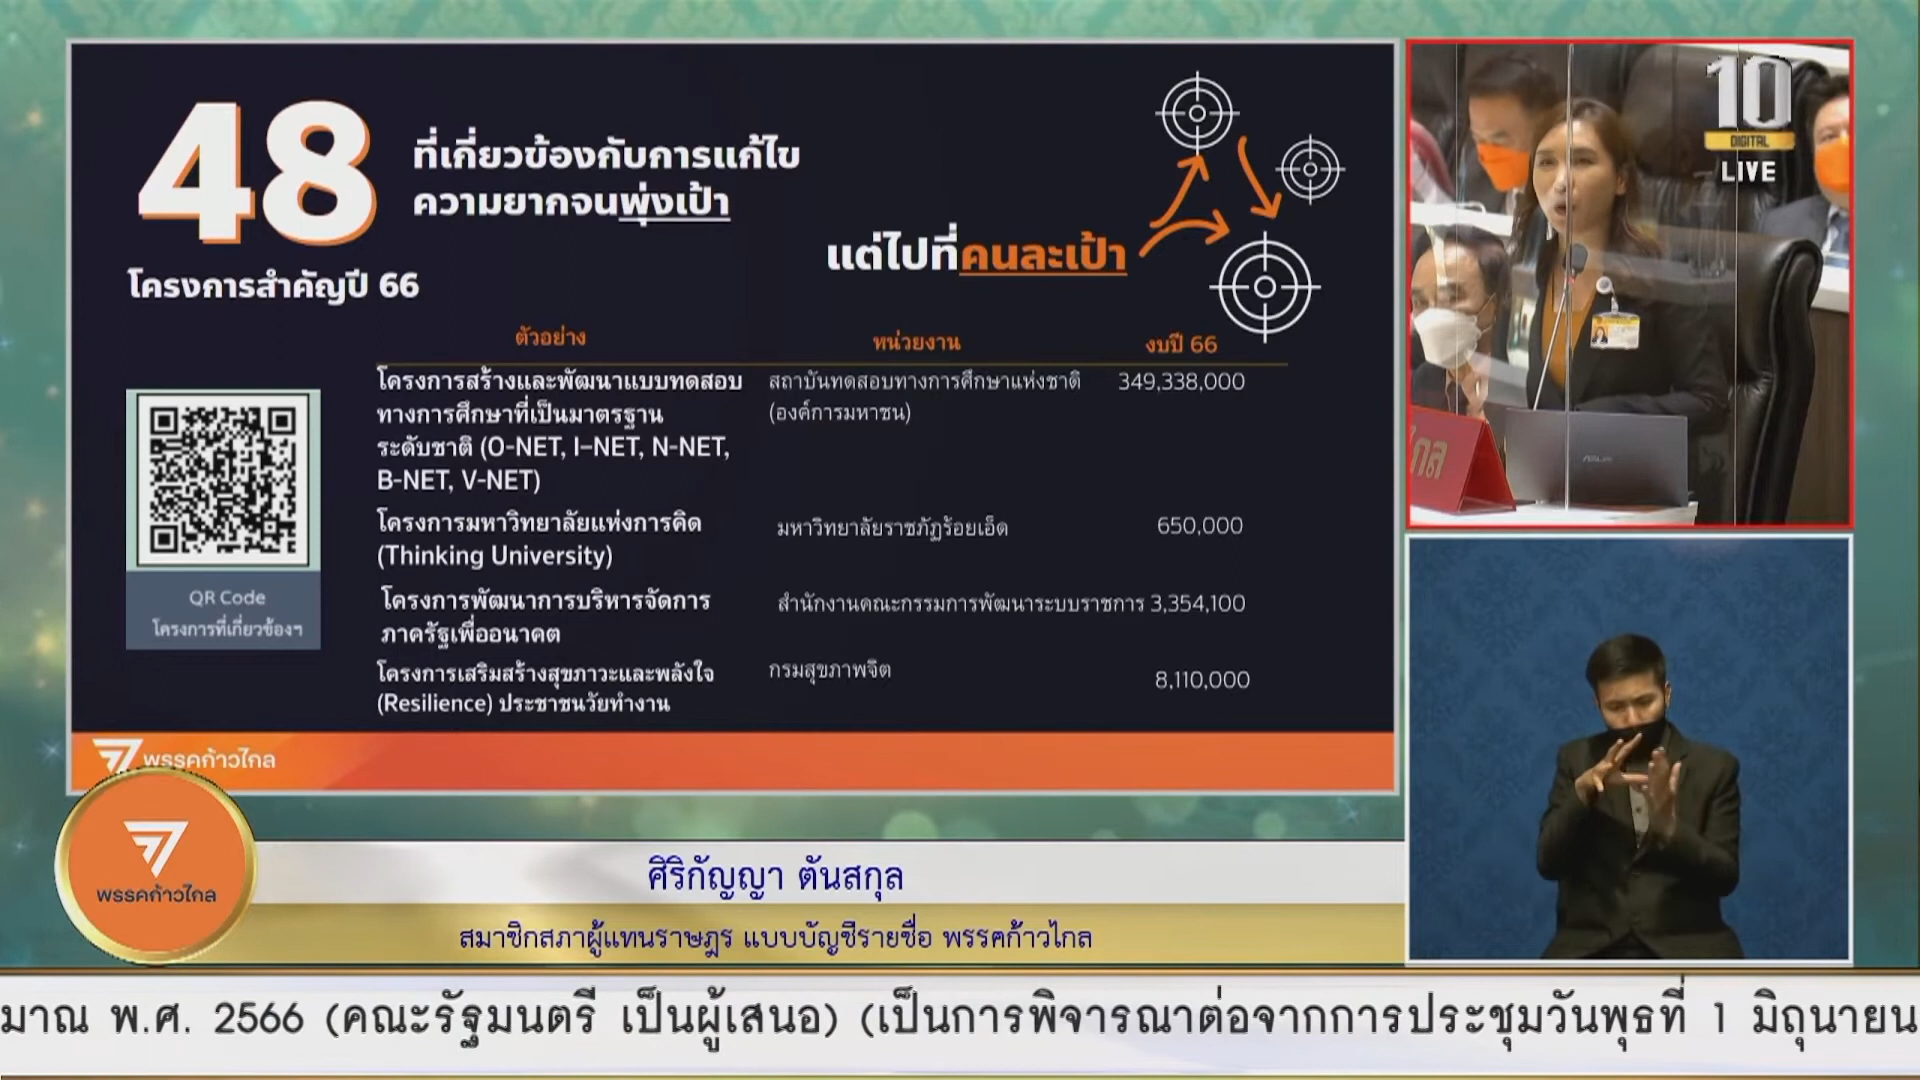 48
ที่เกี่ยวข้องกับการแก้ไข
ความยากจนพุ่งเป้า
แต่ไปที่คนละเป้า
โครงการสำคัญปี 66
ตัวอย่าง หน่วยงาน งบปี 66
โครงการสร้างและพัฒนาแบบทดสอบ สถาบันทดสอบทางการศึกษาแห่งชาติ 349,338,000
ทางการศึกษาที่เป็นมาตรฐาน (องค์การมหาชน)
ระดับชาติ (O-NET, I-NET, N-NET,
B-NET, V-NET)
โครงการมหาวิทยาลัยแห่งการคิด มหาวิทยาลัยราชภัฏร้อยเอ็ด 650,000
(Thinking University)
โครงการพัฒนาการบริหารจัดการ สำนักงานคณะกรรมการพัฒนาระบบราชการ 3,354,100
ภาครัฐเพื่ออนาคต
โครงการเสริมสร้างสุขภาวะและพลังใจ กรมสุขภาพจิต 8,110,000
(Resilience) ประชาชนวัยทำงาน
QR Code
โครงการที่เกี่ยวข้องฯ
พรรคก้าวไกล
10
DIGITAL
LIVE
ไกล
ASUS
พรรคก้าวไกล
ศิริกัญญา ตันสกุล
สมาชิกสภาผู้แทนราษฎร แบบบัญชีรายชื่อ พรรคก้าวไกล
มาณ พ.ศ. 2566 (คณะรัฐมนตรี เป็นผู้เสนอ) (เป็นการพิจารณาต่อจากการประชุมวันพุธที่ 1 มิถุนายน